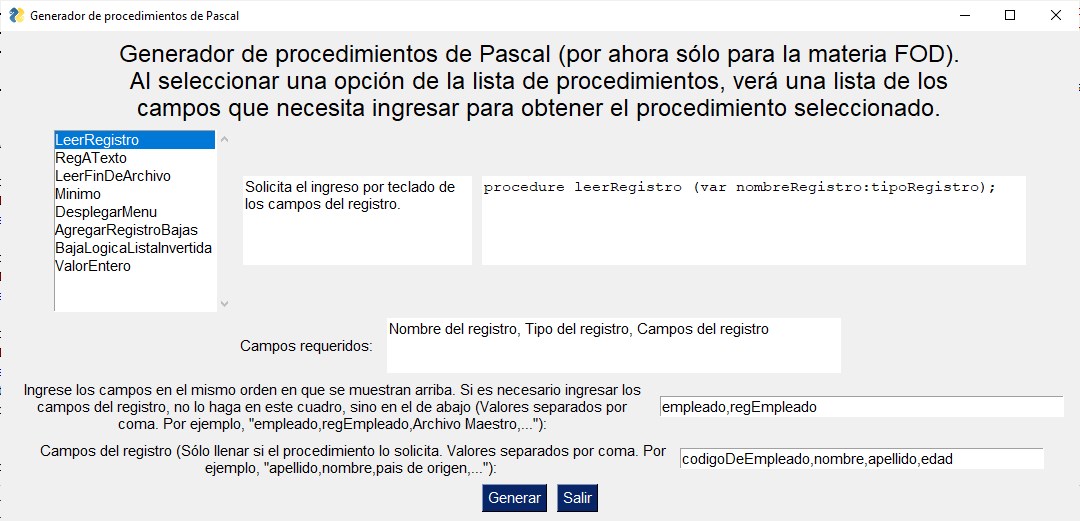 Generador de procedimientos de Pascal
Generador de procedimientos de Pascal (por ahora sólo para la materia FOD).
Al seleccionar una opción de la lista de procedimientos, verá una lista de los
campos que necesita ingresar para obtener el procedimiento seleccionado.
LeerRegistro
RegATexto
LeerFinDeArchivo
Minimo
DesplegarMenu
AgregarRegistroBajas
BajaLogicaListaInvertida
ValorEntero
Solicita el ingreso por teclado de
los campos del registro.
procedure leerRegistro (var nombreRegistro:tipoRegistro);
Campos requeridos:
Nombre del registro, Tipo del registro, Campos del registro
Ingrese los campos en el mismo orden en que se muestran arriba. Si es necesario ingresar los
campos del registro, no lo haga en este cuadro, sino en el de abajo (Valores separados por
coma. Por ejemplo, "empleado,regEmpleado,Archivo Maestro,..."):
empleado,regEmpleado
Campos del registro (Sólo llenar si el procedimiento lo solicita. Valores separados por coma. Por
ejemplo, "apellido,nombre,pais de origen,..."):
codigoDeEmpleado,nombre,apellido,edad
Generar
Salir